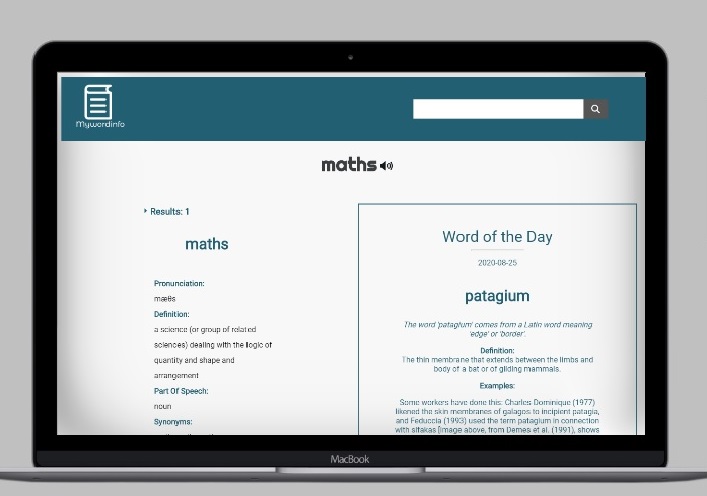 Mywordinfo
maths
Results: 1
maths
Pronunciation:
mæθs
Definition:
a science (or group of related
sciences) dealing with the logic of
quantity and shape and
arrangement
Part Of Speech:
noun
Synonyms:
Word of the Day
2020-08-25
patagium
The word 'patagium' comes from a Latin word meaning
'edge' or 'border'.
Definition:
The thin membrane that extends between the limbs and
body of a bat or of gliding mammals.
Examples:
Some workers have done this: Charles-Dominique (1977)
likened the skin membranes of galagos to incipient patagia,
and Feduccia (1993) used the term patagium in connection
with sifakas [image above, from Demes et al. (1991), shows
MacBook